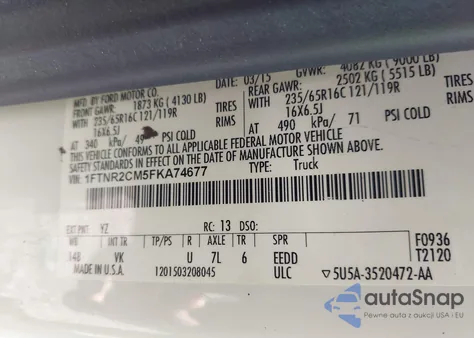 MFD. BY FORD MOTOR CO.
DATE: 03/15 GVWR: 4082 KG ( 9000 LB)
FRONT GAWR: 1873 KG ( 4130 LB) REAR GAWR: 2502 KG ( 5515 LB)
WITH 235/65R16C 121/119R TIRES WITH 235/65R16C 121/119R TIRES
16X6.5J RIMS 16X6.5J RIMS
AT 340 kPa/ 49 PSI COLD AT 490 kPa/ 71 PSI COLD
THIS VEHICLE CONFORMS TO ALL APPLICABLE FEDERAL MOTOR VEHICLE
SAFETY STANDARDS IN EFFECT ON THE DATE OF MANUFACTURE SHOWN ABOVE.
VIN: 1FTNR2CM5FKA74677 TYPE: Truck
EXT PNT: YZ RC: 13 DSO:
WB INT TR TP/PS R AXLE TR SPR F0936
148 VK U 7L 6 EEDD T2120
MADE IN U.S.A. 1201503208045 ULC 5U5A-3520472-AA
autoSnap
Pewne auta z USA i EU